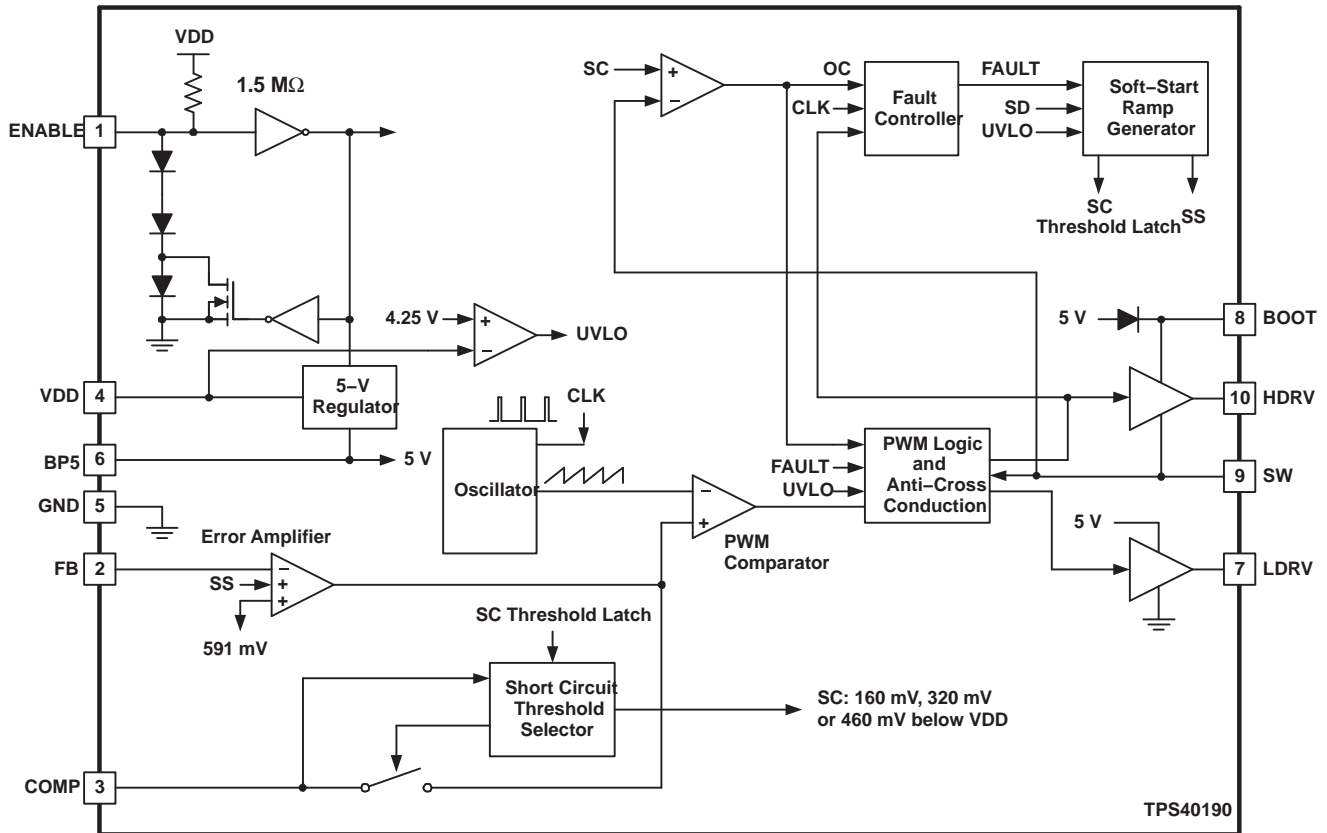 VDD
1.5 MΩ
ENABLE
1
SC
+
−
OC
CLK
Fault
Controller
FAULT
SD
UVLO
Soft−Start
Ramp
Generator
SC
Threshold Latch
SS
4.25 V
+
−
UVLO
5 V
8
BOOT
VDD
4
5−V
Regulator
10
HDRV
CLK
BP5
6
5 V
Oscillator
FAULT
UVLO
PWM Logic
and
Anti−Cross
Conduction
9
SW
GND
5
−
+
PWM
Comparator
Error Amplifier
FB
2
SS
−
+
+
591 mV
5 V
7
LDRV
SC Threshold Latch
Short Circuit
Threshold
Selector
SC: 160 mV, 320 mV
or 460 mV below VDD
COMP
3
TPS40190